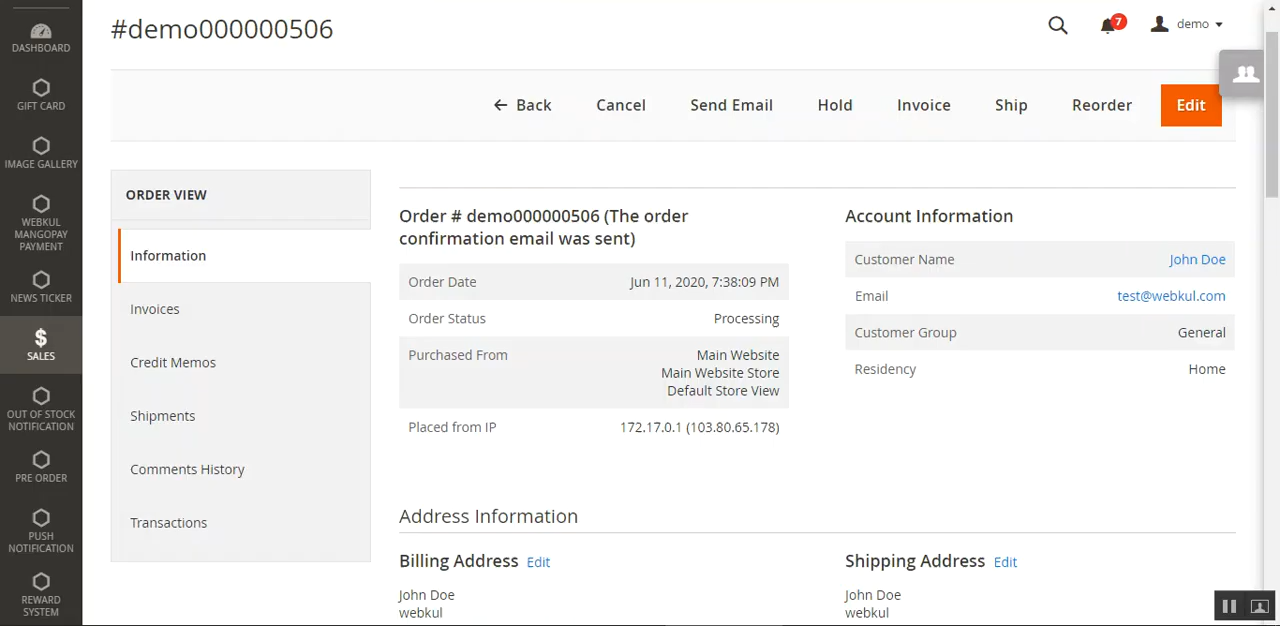 #demo000000506
7
demo
DASHBOARD
GIFT CARD
IMAGE GALLERY
WEBKUL
MANGOPAY
PAYMENT
NEWS TICKER
$
SALES
OUT OF STOCK
NOTIFICATION
PRE ORDER
PUSH
NOTIFICATION
REWARD
SYSTEM
← Back Cancel Send Email Hold Invoice Ship Reorder Edit
ORDER VIEW
Information
Invoices
Credit Memos
Shipments
Comments History
Transactions
Order # demo000000506 (The order
confirmation email was sent)
Order Date Jun 11, 2020, 7:38:09 PM
Order Status Processing
Purchased From Main Website
Main Website Store
Default Store View
Placed from IP 172.17.0.1 (103.80.65.178)
Account Information
Customer Name John Doe
Email test@webkul.com
Customer Group General
Residency Home
Address Information
Billing Address Edit
John Doe
webkul
Shipping Address Edit
John Doe
webkul